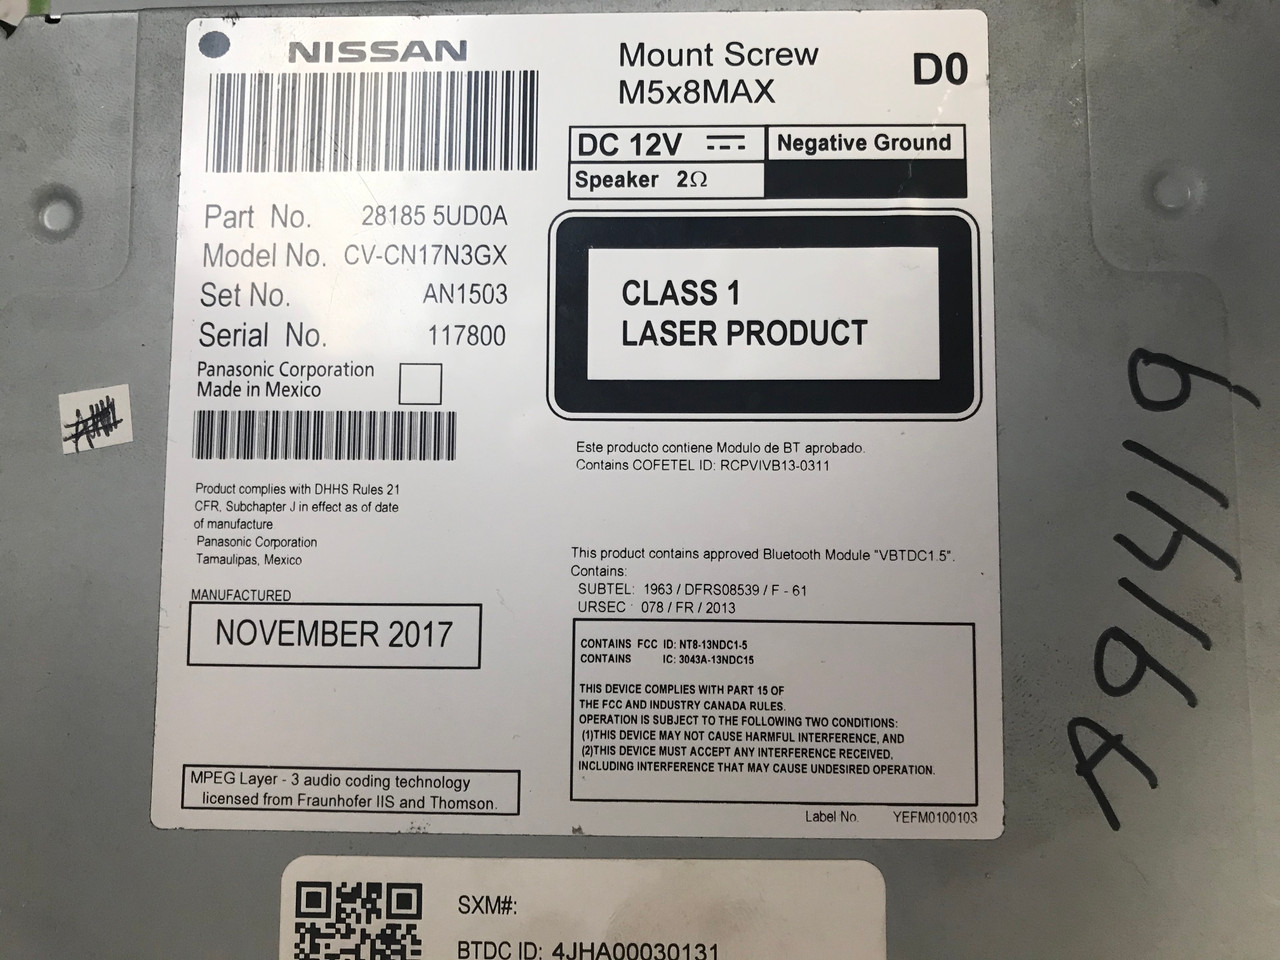 NISSAN
Mount Screw
M5x8MAX
D0
DC 12V
Negative Ground
Speaker 2Ω
Part No. 28185 5UD0A
Model No. CV-CN17N3GX
Set No. AN1503
Serial No. 117800
Panasonic Corporation
Made in Mexico
CLASS 1
LASER PRODUCT
Este producto contiene Modulo de BT aprobado.
Contains COFETEL ID: RCPVIVB13-0311
Product complies with DHHS Rules 21
CFR, Subchapter J in effect as of date
of manufacture
Panasonic Corporation
Tamaulipas, Mexico
This product contains approved Bluetooth Module "VBTDC1.5".
Contains:
SUBTEL: 1963 / DFRS08539 / F - 61
URSEC : 078 / FR / 2013
MANUFACTURED
NOVEMBER 2017
CONTAINS FCC ID: NT8-13NDC1-5
CONTAINS IC: 3043A-13NDC15
THIS DEVICE COMPLIES WITH PART 15 OF
THE FCC AND INDUSTRY CANADA RULES.
OPERATION IS SUBJECT TO THE FOLLOWING TWO CONDITIONS:
(1)THIS DEVICE MAY NOT CAUSE HARMFUL INTERFERENCE, AND
(2)THIS DEVICE MUST ACCEPT ANY INTERFERENCE RECEIVED,
INCLUDING INTERFERENCE THAT MAY CAUSE UNDESIRED OPERATION.
MPEG Layer - 3 audio coding technology
licensed from Fraunhofer IIS and Thomson.
Label No. YEFM0100103
A91419
SXM#:
BTDC ID: 4JHA00030131